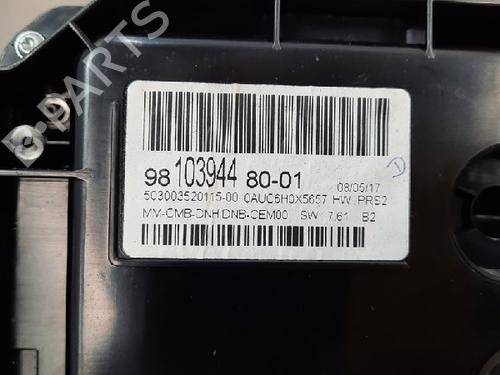 B-PARTS
98 103944 80-01 08/05/17
503003520115-00 0AUC6H0X5657 HW PRS2
MM-CMB-DNH DNB-CEM00 SW 7.61 B2